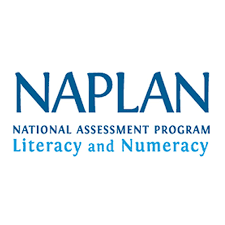 NAPLAN
NATIONAL ASSESSMENT PROGRAM
Literacy and Numeracy